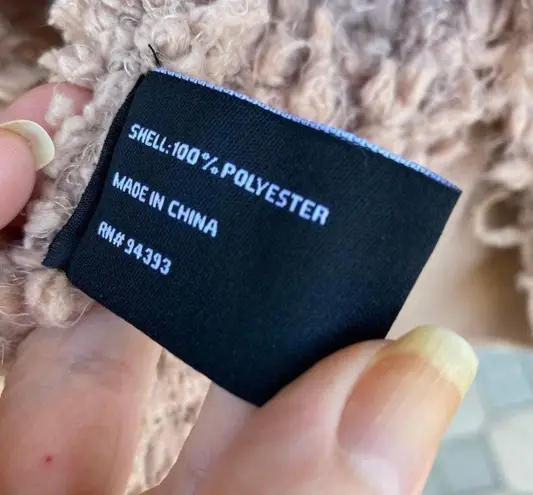 SHELL:100%POLYESTER
MADE IN CHINA
RN# 94393